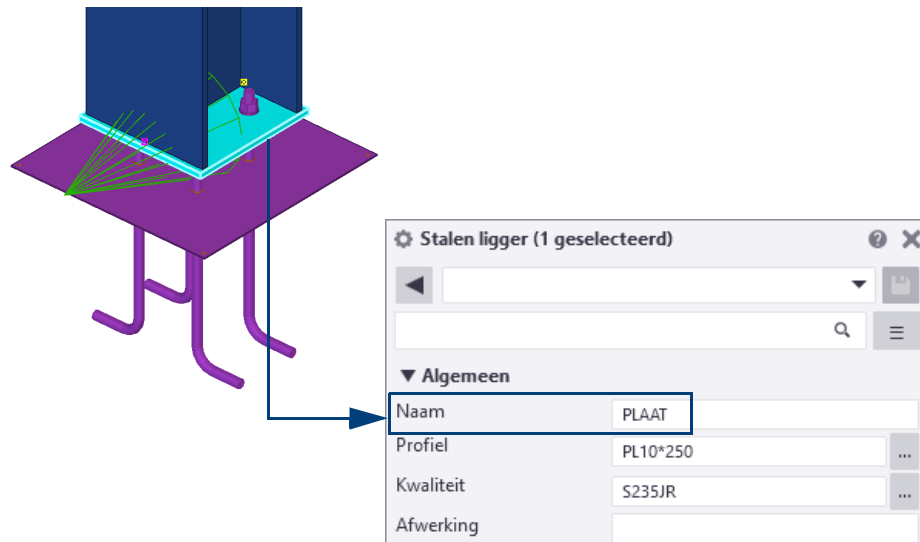 Stalen ligger (1 geselecteerd)
Algemeen
Naam PLAAT
Profiel PL10*250 ...
Kwaliteit S235JR ...
Afwerking